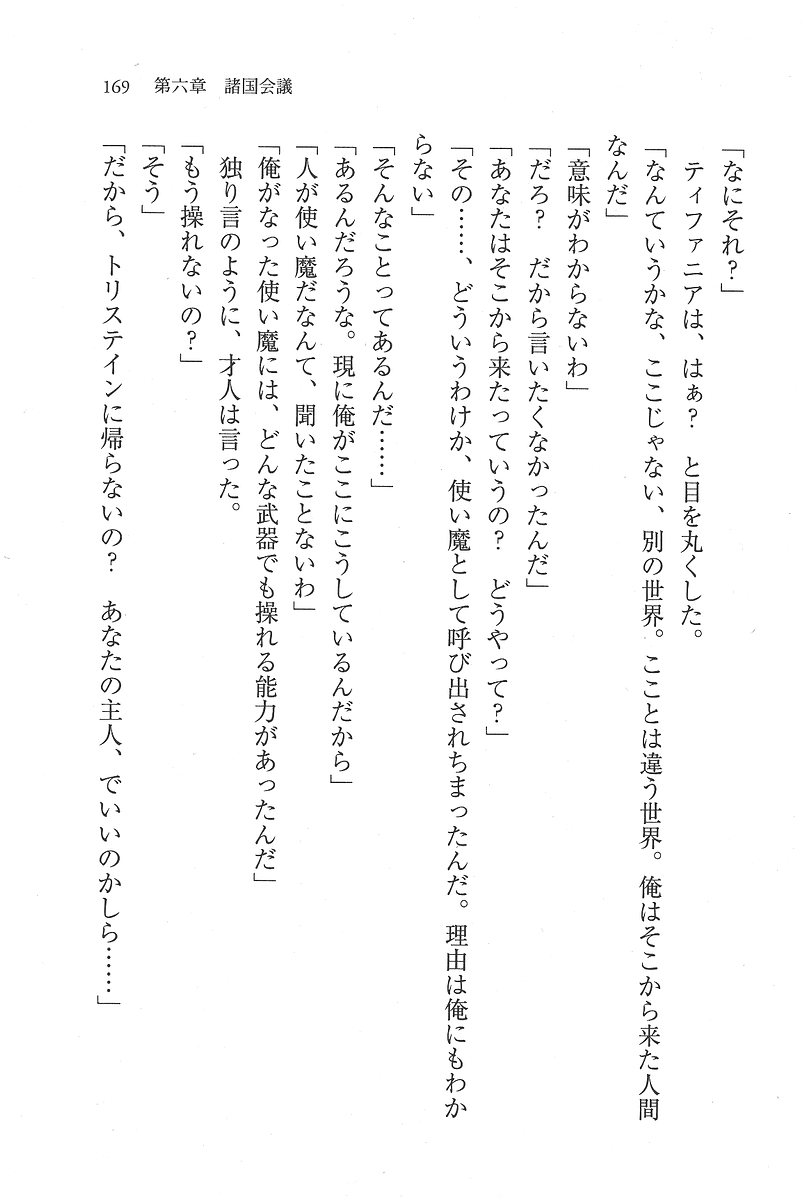 169 第六章 諸国会議
「なにそれ？」
　ティファニアは、はぁ？　と目を丸くした。
「なんていうかな、ここじゃない、別の世界。こことは違う世界。俺はそこから来た人間
なんだ」
「意味がわからないわ」
「だろ？　だから言いたくなかったんだ」
「あなたはそこから来たっていうの？　どうやって？」
「その……、どういうわけか、使い魔として呼び出されちまったんだ。理由は俺にもわか
らない」
「そんなことってあるんだ……」
「あるんだろうな。現に俺がここにこうしているんだから」
「人が使い魔だなんて、聞いたことないわ」
「俺がなった使い魔には、どんな武器でも操れる能力があったんだ」
　独り言のように、才人は言った。
「もう操れないの？」
「そう」
「だから、トリステインに帰らないの？　あなたの主人、でいいのかしら……」